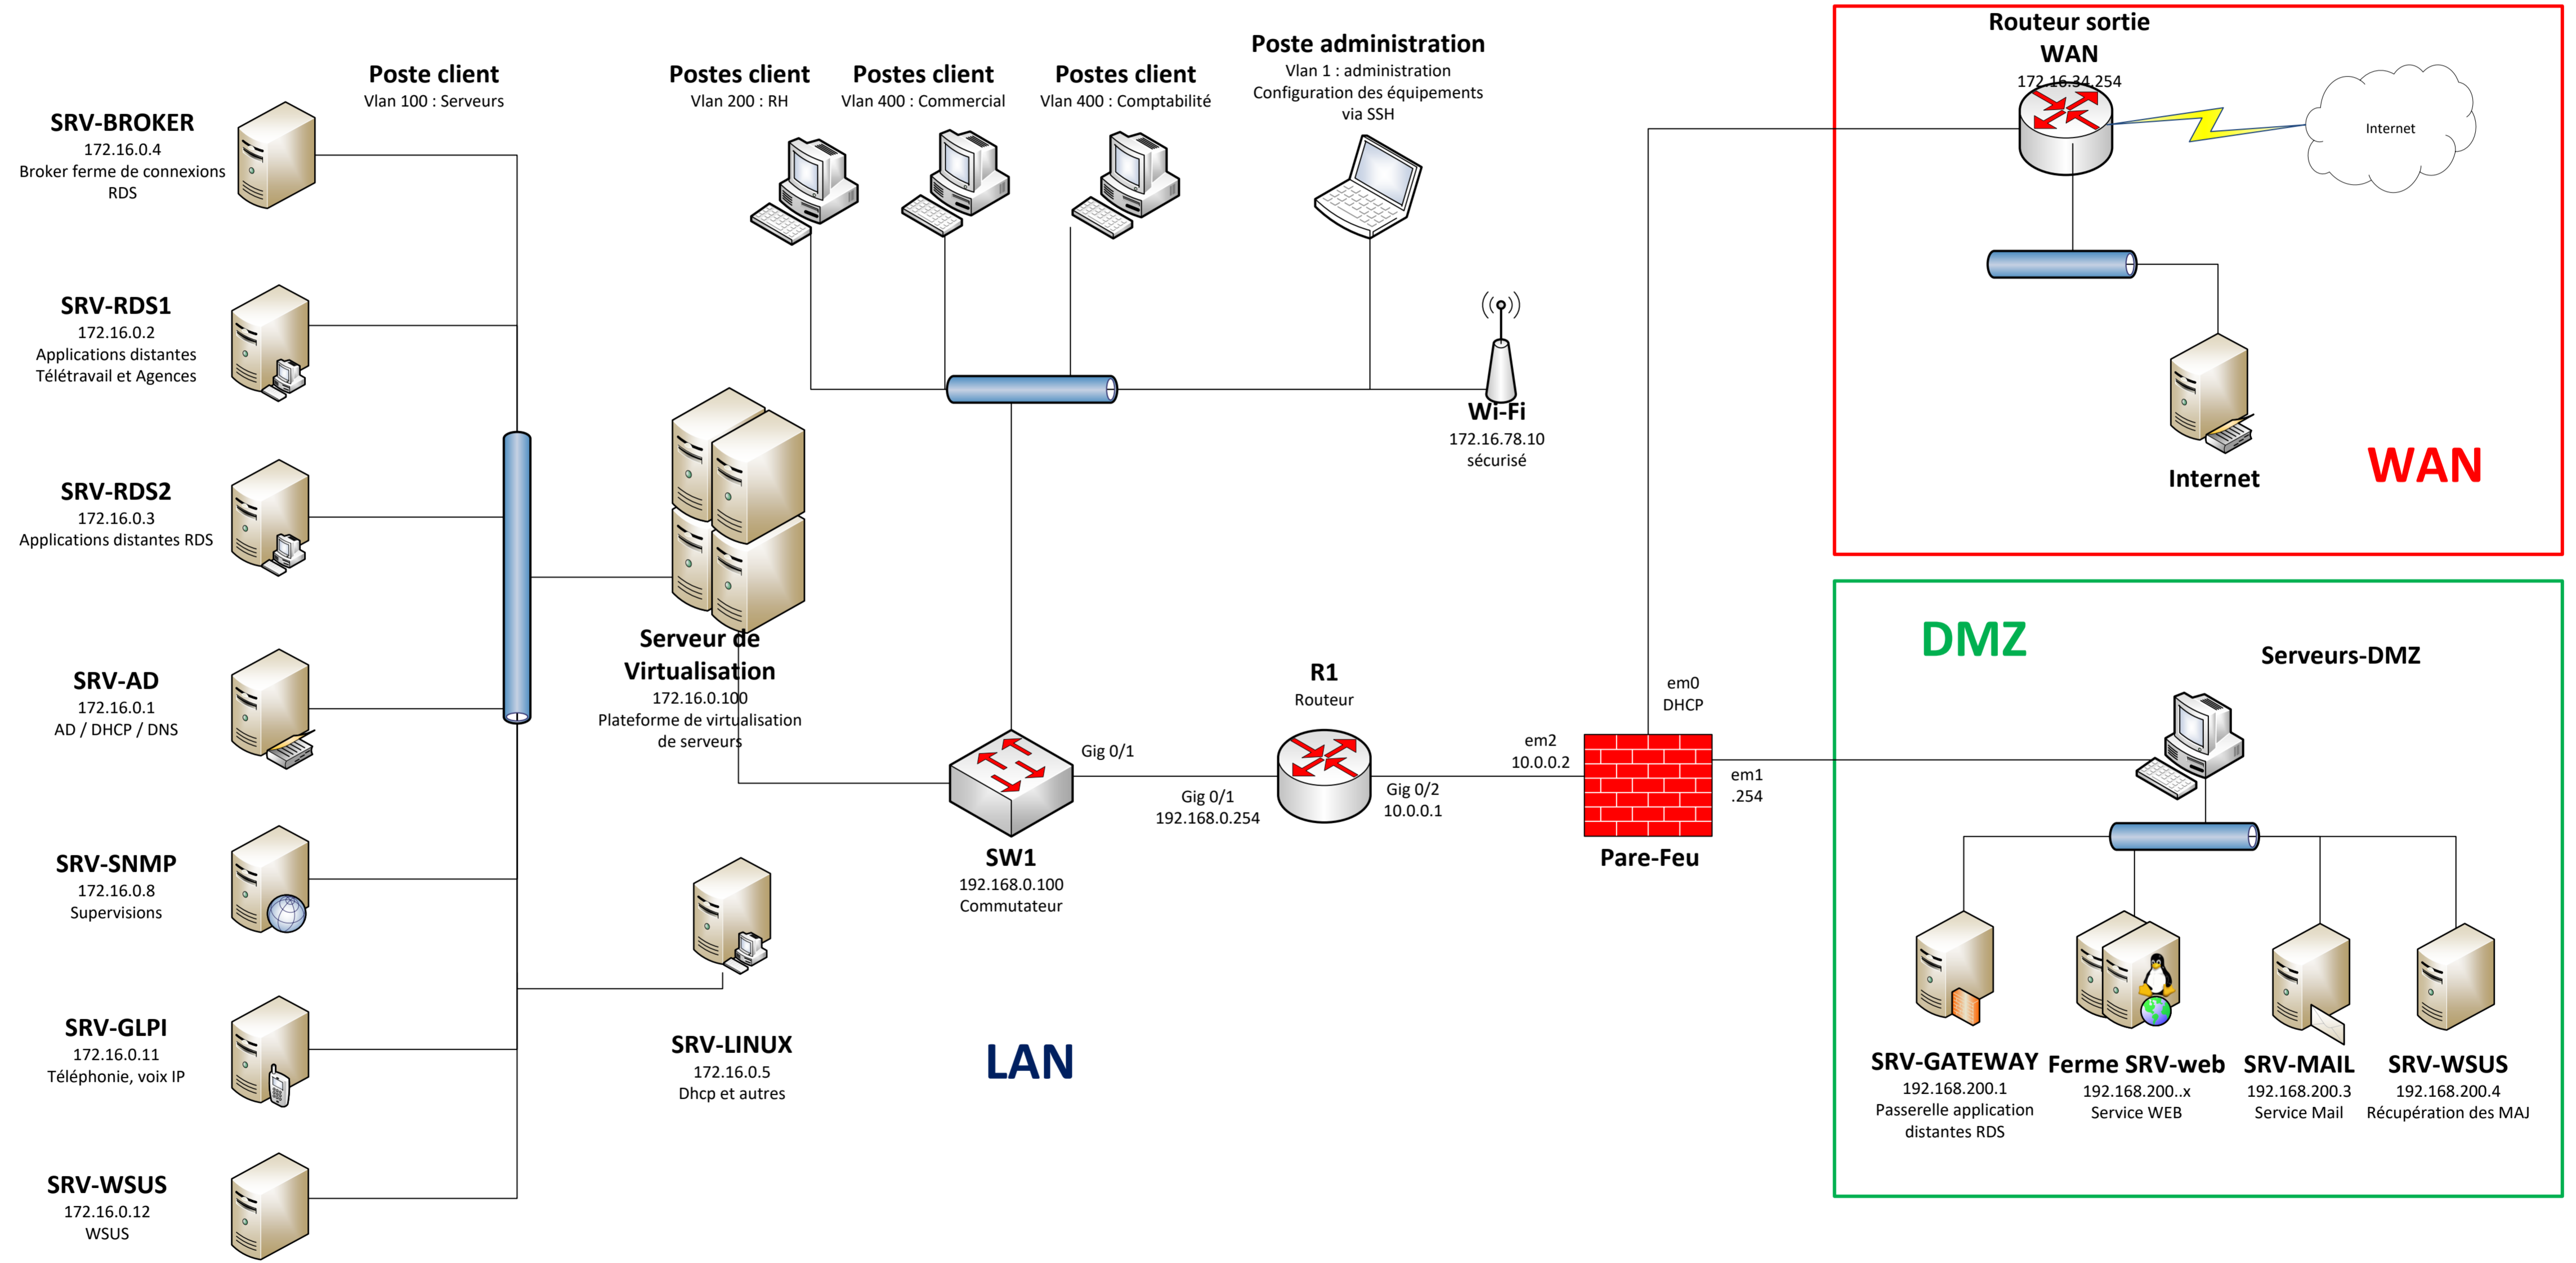 SRV-BROKER
172.16.0.4
Broker ferme de connexions
RDS
Poste client
Vlan 100 : Serveurs
SRV-RDS1
172.16.0.2
Applications distantes
Télétravail et Agences
SRV-RDS2
172.16.0.3
Applications distantes RDS
SRV-AD
172.16.0.1
AD / DHCP / DNS
SRV-SNMP
172.16.0.8
Supervisions
SRV-GLPI
172.16.0.11
Téléphonie, voix IP
SRV-WSUS
172.16.0.12
WSUS
Serveur de
Virtualisation
172.16.0.100
Plateforme de virtualisation
de serveurs
SRV-LINUX
172.16.0.5
Dhcp et autres
Postes client
Vlan 200 : RH
Postes client
Vlan 400 : Commercial
Postes client
Vlan 400 : Comptabilité
Poste administration
Vlan 1 : administration
Configuration des équipements
via SSH
Wi-Fi
172.16.78.10
sécurisé
SW1
192.168.0.100
Commutateur
Gig 0/1
Gig 0/1
192.168.0.254
R1
Routeur
Gig 0/2
10.0.0.1
em2
10.0.0.2
em0
DHCP
em1
.254
Pare-Feu
LAN
Routeur sortie
WAN
172.16.34.254
Internet
Internet
WAN
DMZ
Serveurs-DMZ
SRV-GATEWAY
192.168.200.1
Passerelle application
distantes RDS
Ferme SRV-web
192.168.200..x
Service WEB
SRV-MAIL
192.168.200.3
Service Mail
SRV-WSUS
192.168.200.4
Récupération des MAJ